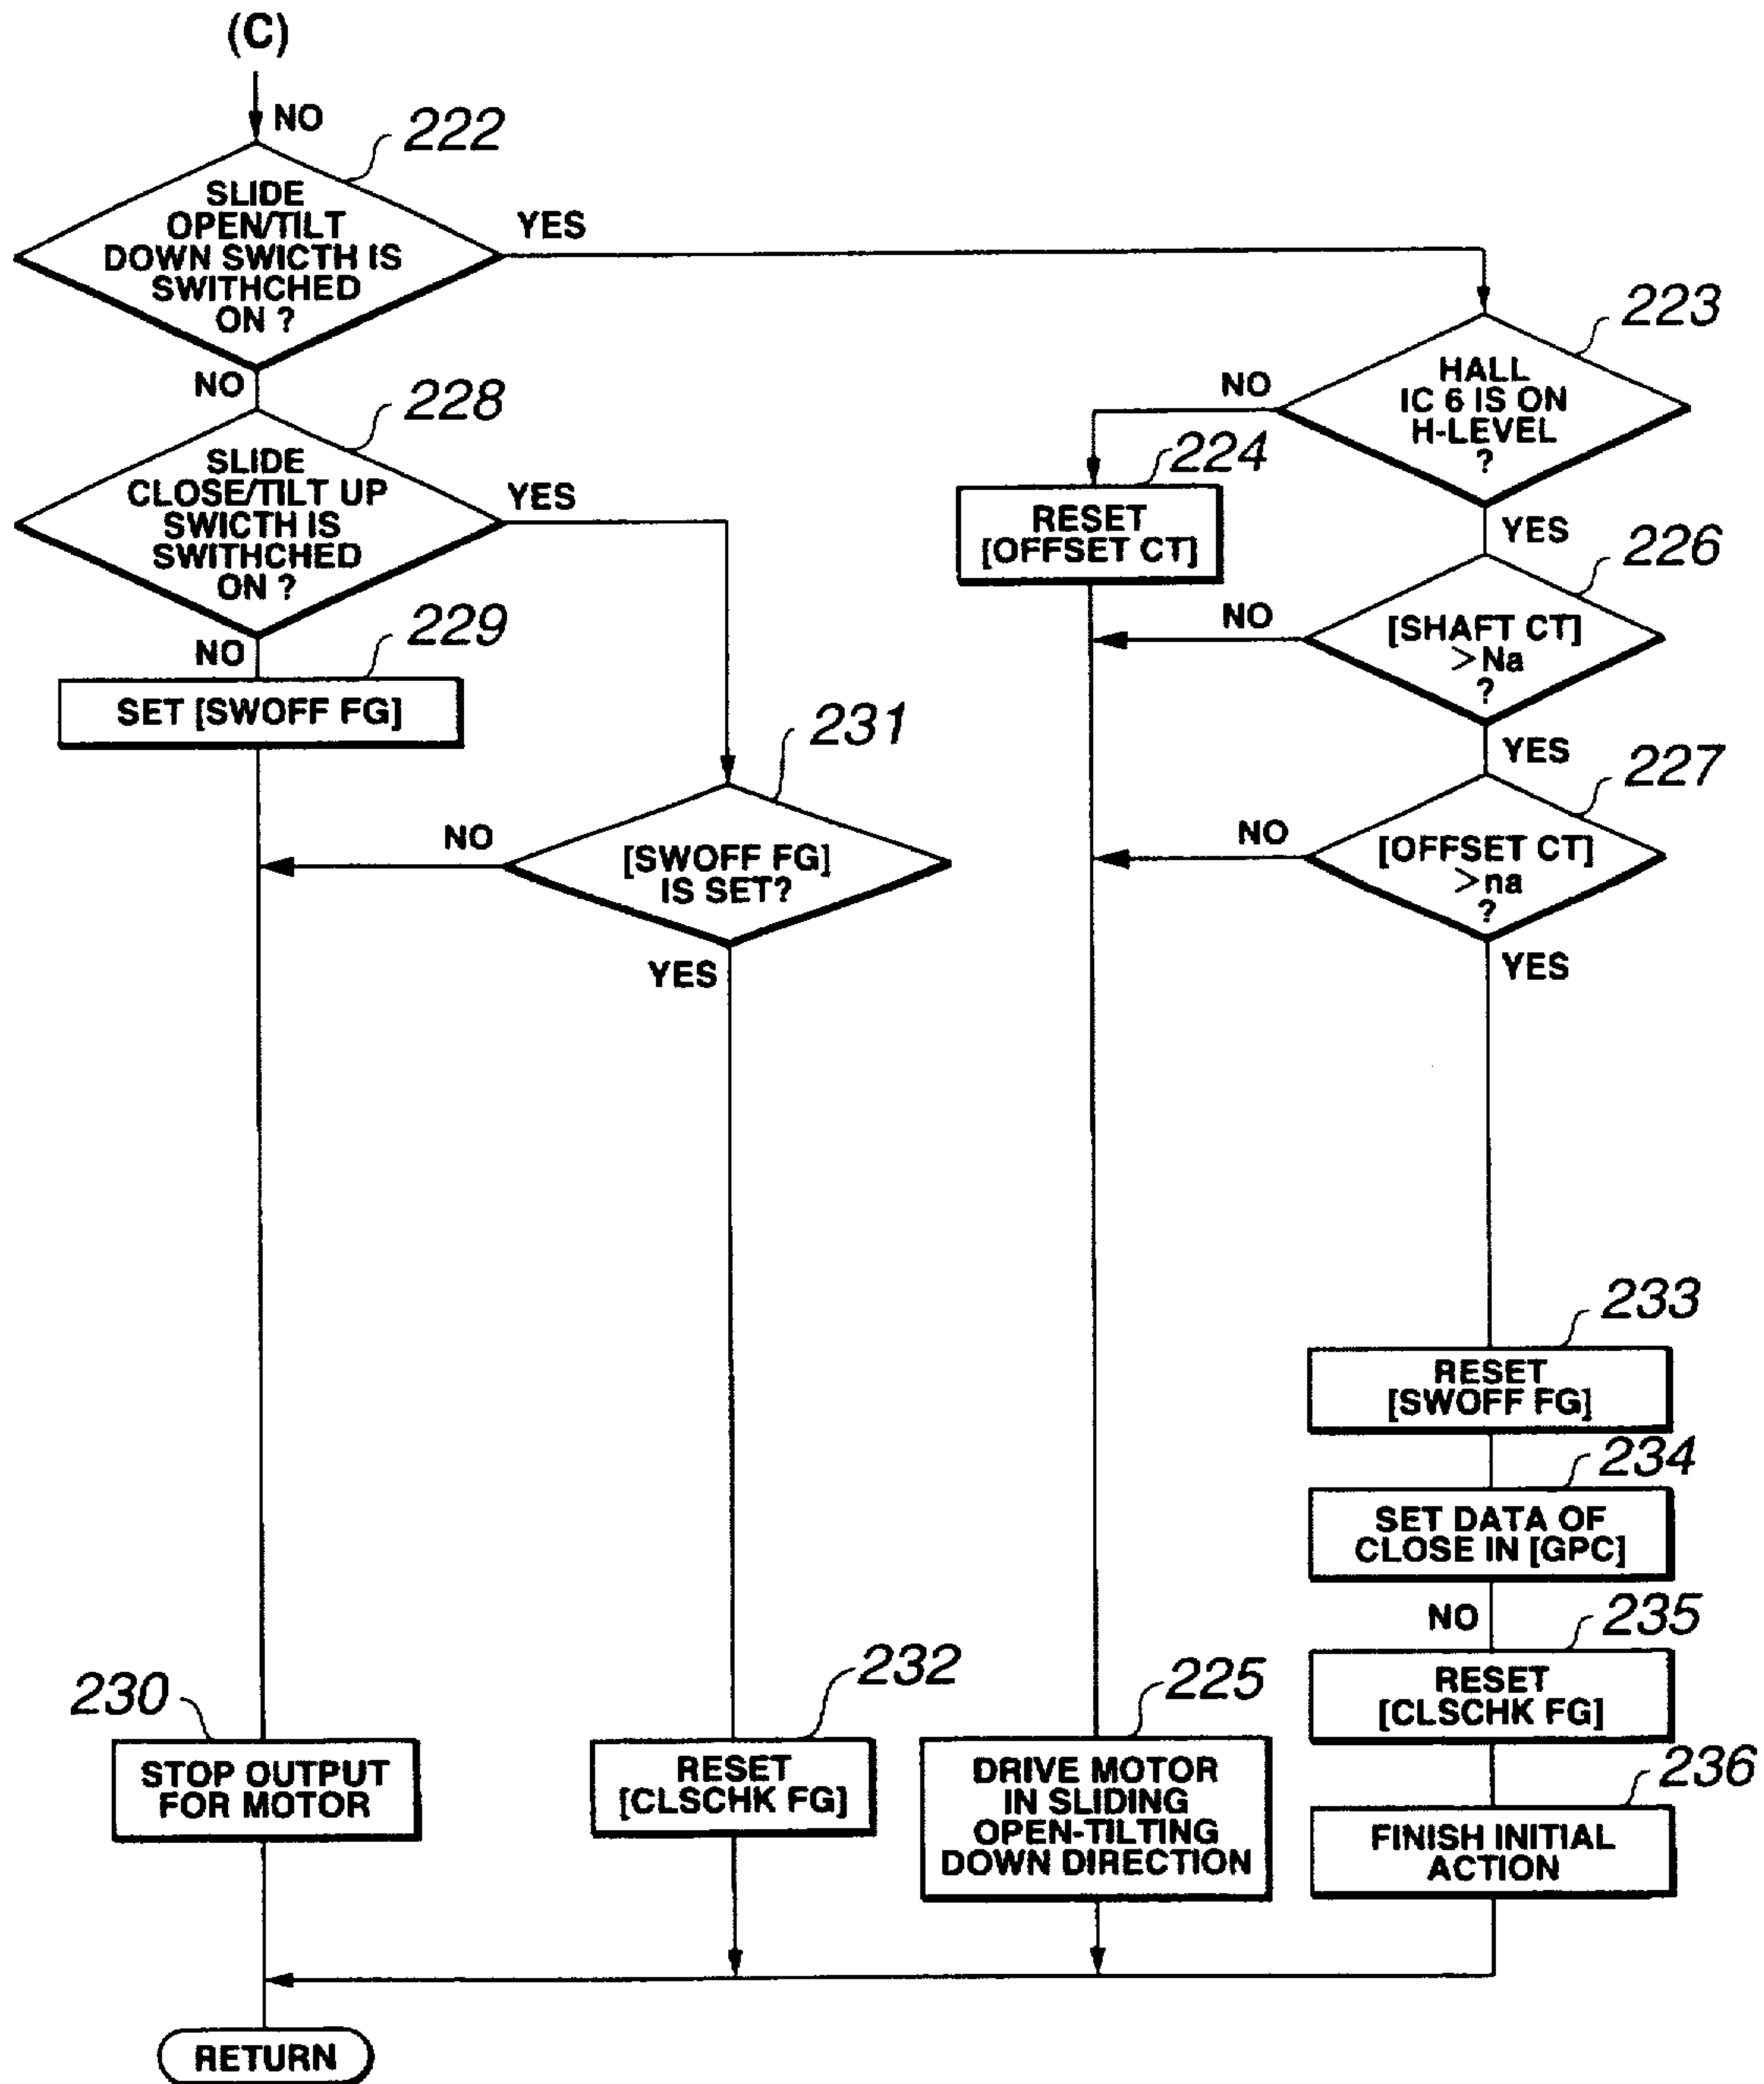 (C)
NO
222
SLIDE
OPEN/TILT
DOWN SWICTH IS
SWITHCHED
ON ?
YES
NO
223
HALL
IC 6 IS ON
H-LEVEL
?
NO
YES
224
RESET
[OFFSET CT]
226
[SHAFT CT]
>Na
?
NO
YES
227
[OFFSET CT]
>na
?
NO
YES
228
SLIDE
CLOSE/TILT UP
SWICTH IS
SWITHCHED
ON ?
YES
NO
229
SET [SWOFF FG]
231
[SWOFF FG]
IS SET?
NO
YES
233
RESET
[SWOFF FG]
234
SET DATA OF
CLOSE IN [GPC]
NO
235
RESET
[CLSCHK FG]
236
FINISH INITIAL
ACTION
230
STOP OUTPUT
FOR MOTOR
232
RESET
[CLSCHK FG]
225
DRIVE MOTOR
IN SLIDING
OPEN-TILTING
DOWN DIRECTION
RETURN